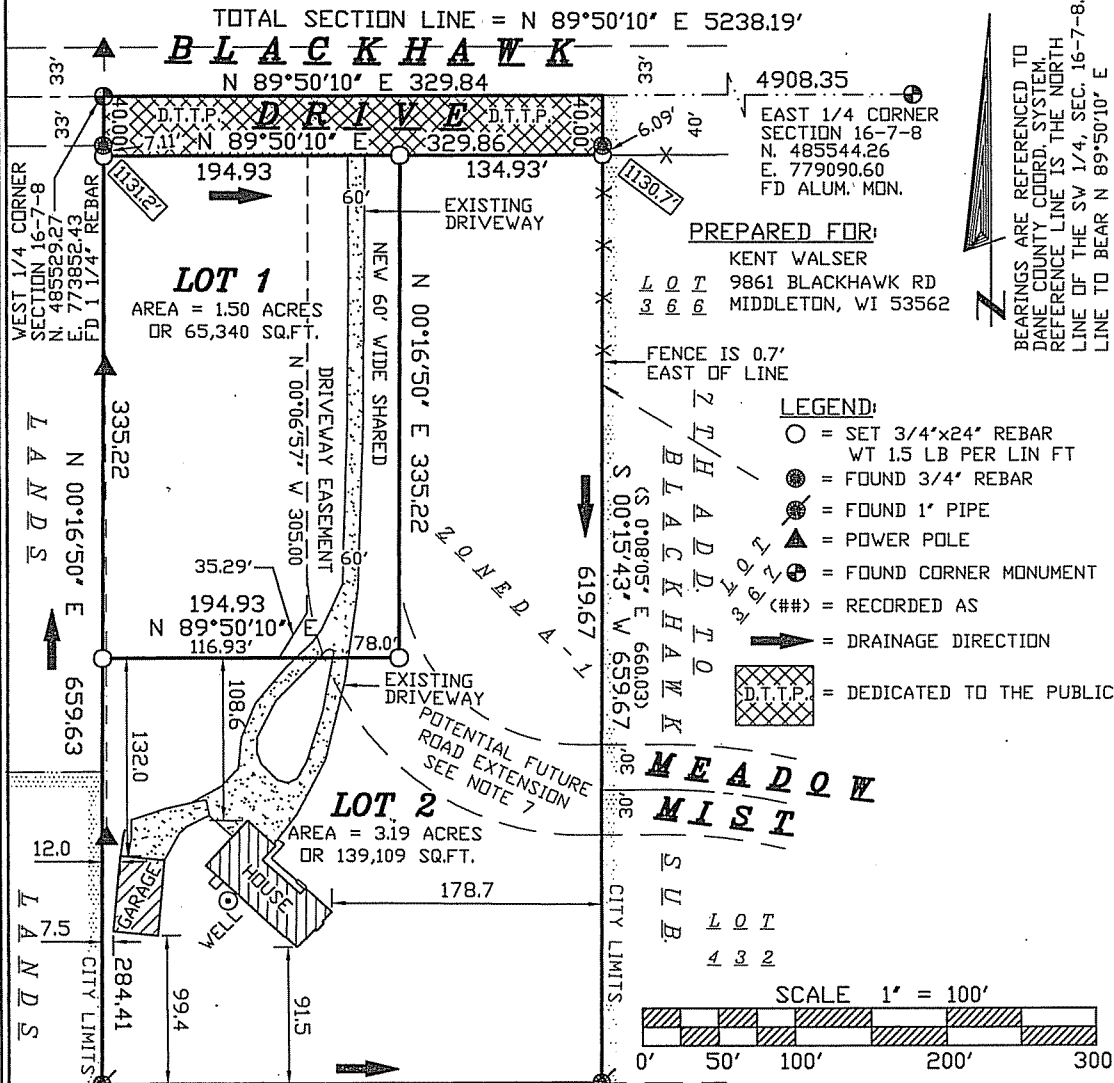 TOTAL SECTION LINE = N 89°50'10" E 5238.19'
BLACKHAWK
33'
33'
N 89°50'10" E 329.84
4908.35
33'
40.00'
D.T.T.P.
DRIVE
D.T.T.P.
40.00'
6.09'
40'
7.11'
N 89°50'10" E
329.86
194.93
134.93'
1131.2'
1130.7'
EAST 1/4 CORNER
SECTION 16-7-8
N. 485544.26
E. 779090.60
FD ALUM. MON.
BEARINGS ARE REFERENCED TO
DANE COUNTY COORD. SYSTEM.
REFERENCE LINE IS THE NORTH
LINE OF THE SW 1/4, SEC. 16-7-8.
LINE TO BEAR N 89°50'10" E
WEST 1/4 CORNER
SECTION 16-7-8
N. 485529.27
E. 773852.43
FD 1 1/4" REBAR
60'
EXISTING
DRIVEWAY
PREPARED FOR:
KENT WALSER
9861 BLACKHAWK RD
MIDDLETON, WI 53562
LOT
366
LOT 1
AREA = 1.50 ACRES
OR 65,340 SQ.FT.
NEW 60' WIDE SHARED
DRIVEWAY EASEMENT
N 00°06'57" W 305.00
N 00°16'50" E 335.22
FENCE IS 0.7'
EAST OF LINE
LEGEND:
= SET 3/4"x24" REBAR
WT 1.5 LB PER LIN FT
= FOUND 3/4" REBAR
= FOUND 1" PIPE
= POWER POLE
= FOUND CORNER MONUMENT
(##) = RECORDED AS
= DRAINAGE DIRECTION
D.T.T.P. = DEDICATED TO THE PUBLIC
335.22
LANDS
N 00°16'50" E
659.63
7TH ADD. TO
BLACKHAWK
SUB.
LOT
367
ZONED A-1
619.67
S 00°15'43" W 659.67
(S 0°08'05" E 660.03)
35.29'
60'
194.93
N 89°50'10" E
116.93'
78.0'
EXISTING
DRIVEWAY
POTENTIAL FUTURE
ROAD EXTENSION
SEE NOTE 7
30'
30'
MEADOW
MIST
108.6
132.0
LOT 2
AREA = 3.19 ACRES
OR 139,109 SQ.FT.
12.0
GARAGE
HOUSE
WELL
178.7
7.5
LANDS
CITY LIMITS
284.41
99.4
91.5
CITY LIMITS
LOT
432
SCALE 1" = 100'
0' 50' 100' 200' 300